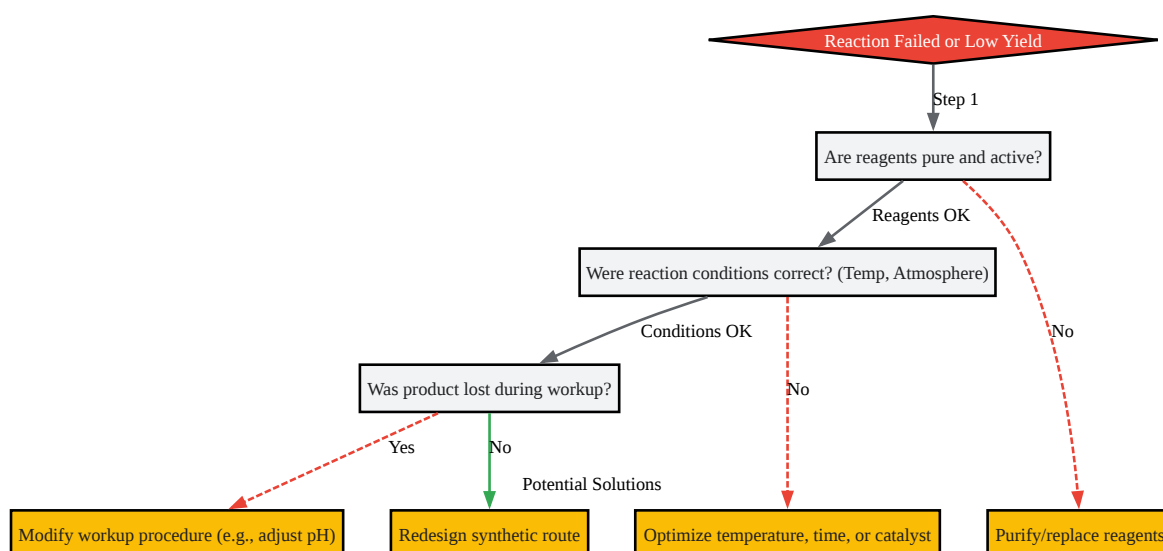 Reaction Failed or Low Yield
Step 1
Are reagents pure and active?
Reagents OK
Were reaction conditions correct? (Temp, Atmosphere)
Conditions OK
No
Was product lost during workup?
No
Yes
No
Potential Solutions
Modify workup procedure (e.g., adjust pH)
Redesign synthetic route
Optimize temperature, time, or catalyst
Purify/replace reagents